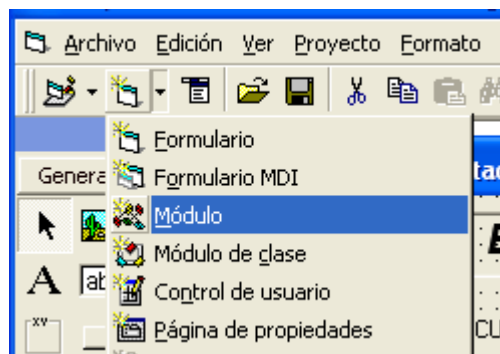 Archivo Edición Ver Proyecto Formato
Formulario
Genera
Formulario MDI
Módulo
Módulo de clase
A
ab
Control de usuario
Página de propiedades